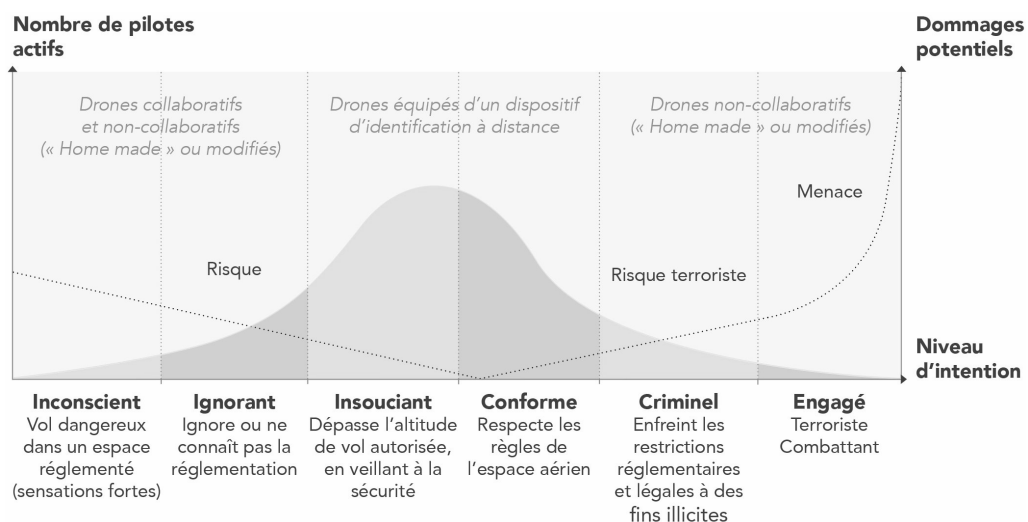 Nombre de pilotes
actifs
Dommages
potentiels
Drones collaboratifs
et non-collaboratifs
(« Home made » ou modifiés)
Drones équipés d’un dispositif
d’identification à distance
Drones non-collaboratifs
(« Home made » ou modifiés)
Menace
Risque
Risque terroriste
Niveau
d’intention
Inconscient
Vol dangereux
dans un espace
réglementé
(sensations fortes)
Ignorant
Ignore ou ne
connaît pas la
réglementation
Insouciant
Dépasse l’altitude
de vol autorisée,
en veillant à la
sécurité
Conforme
Respecte les
règles de
l’espace aérien
Criminel
Enfreint les
restrictions
réglementaires
et légales à des
fins illicites
Engagé
Terroriste
Combattant